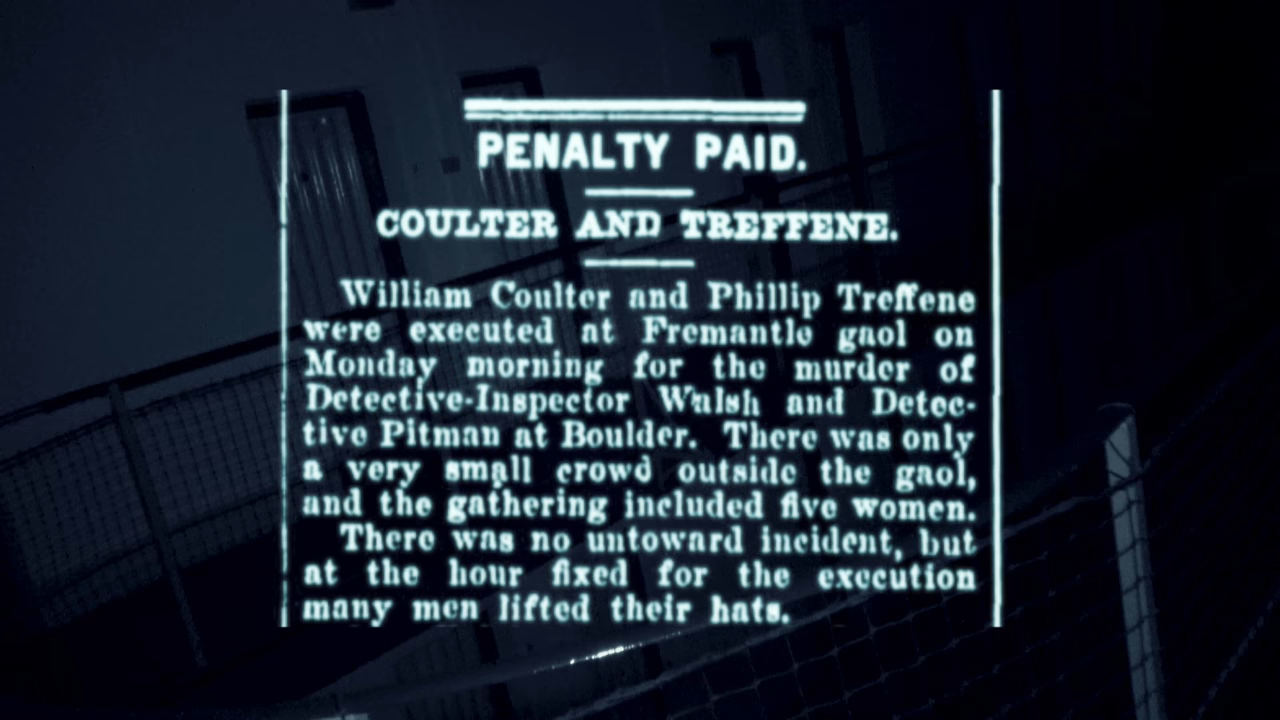 PENALTY PAID.
COULTER AND TREFFENE.
William Coulter and Phillip Treffene
were executed at Fremantle gaol on
Monday morning for the murder of
Detective-Inspector Walsh and Detec-
tive Pitman at Boulder. There was only
a very small crowd outside the gaol,
and the gathering included five women.
There was no untoward incident, but
at the hour fixed for the execution
many men lifted their hats.